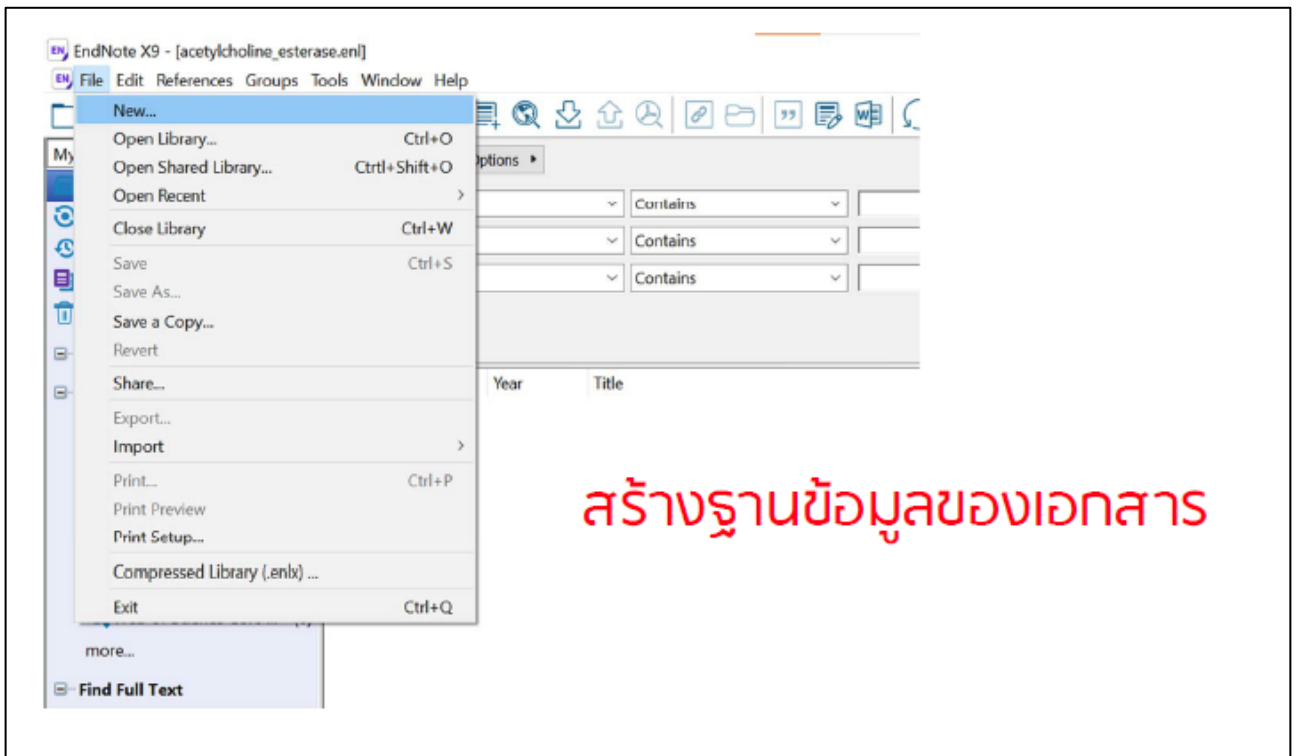 EndNote X9 - [acetylcholine_esterase.enl]
File Edit References Groups Tools Window Help
New...
Open Library... Ctrl+O
My
Open Shared Library... Ctrtl+Shift+O
ptions
Open Recent
Contains
Close Library Ctrl+W
Contains
Save Ctrl+S
Contains
Save As...
Save a Copy...
Revert
Share...
Year Title
Export...
Import
Print... Ctrl+P
Print Preview
สร้างฐานข้อมูลของเอกสาร
Print Setup...
Compressed Library (.enlx) ...
Exit Ctrl+Q
more...
Find Full Text